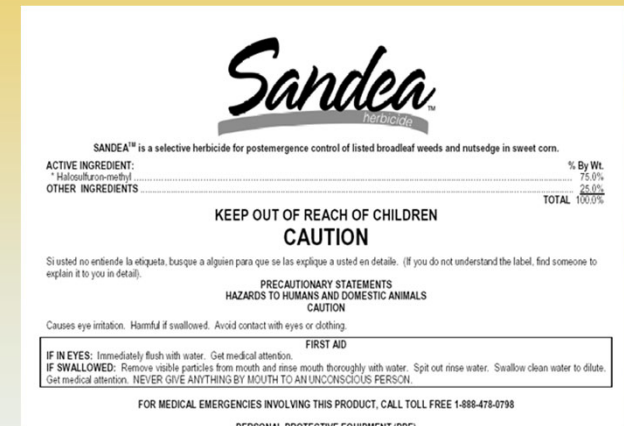 Sandea™
herbicide
SANDEA™ is a selective herbicide for postemergence control of listed broadleaf weeds and nutsedge in sweet corn.
ACTIVE INGREDIENT: % By Wt.
* Halosulfuron-methyl ........ 75.0%
OTHER INGREDIENTS ........ 25.0%
TOTAL 100.0%
KEEP OUT OF REACH OF CHILDREN
CAUTION
Si usted no entiende la etiqueta, busque a alguien para que se las explique a usted en detaile. (If you do not understand the label, find someone to
explain it to you in detail).
PRECAUTIONARY STATEMENTS
HAZARDS TO HUMANS AND DOMESTIC ANIMALS
CAUTION
Causes eye irritation. Harmful if swallowed. Avoid contact with eyes or clothing.
FIRST AID
IF IN EYES: Immediately flush with water. Get medical attention.
IF SWALLOWED: Remove visible particles from mouth and rinse mouth thoroughly with water. Spit out rinse water. Swallow clean water to dilute.
Get medical attention. NEVER GIVE ANYTHING BY MOUTH TO AN UNCONSCIOUS PERSON.
FOR MEDICAL EMERGENCIES INVOLVING THIS PRODUCT, CALL TOLL FREE 1-888-478-0798
PERSONAL PROTECTIVE EQUIPMENT (PPE)